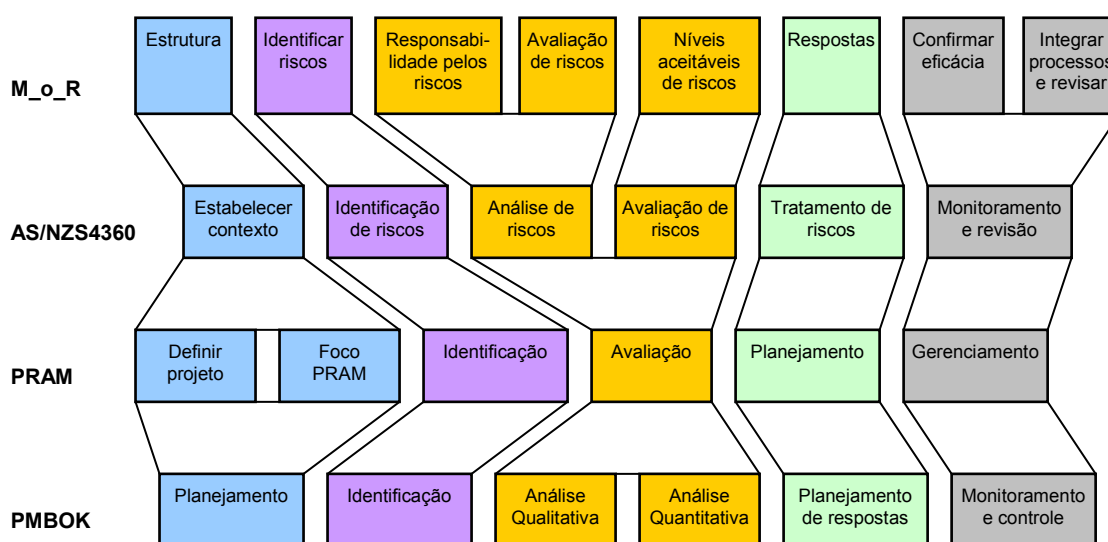 Estrutura
Identificar
riscos
Responsabi-
lidade pelos
riscos
Avaliação
de riscos
Níveis
aceitáveis
de riscos
Respostas
Confirmar
eficácia
Integrar
processos
e revisar
M_o_R
Estabelecer
contexto
Identificação
de riscos
Análise de
riscos
Avaliação de
riscos
Tratamento de
riscos
Monitoramento
e revisão
AS/NZS4360
Definir
projeto
Foco
PRAM
Identificação
Avaliação
Planejamento
Gerenciamento
PRAM
Planejamento
Identificação
Análise
Qualitativa
Análise
Quantitativa
Planejamento
de respostas
Monitoramento
e controle
PMBOK